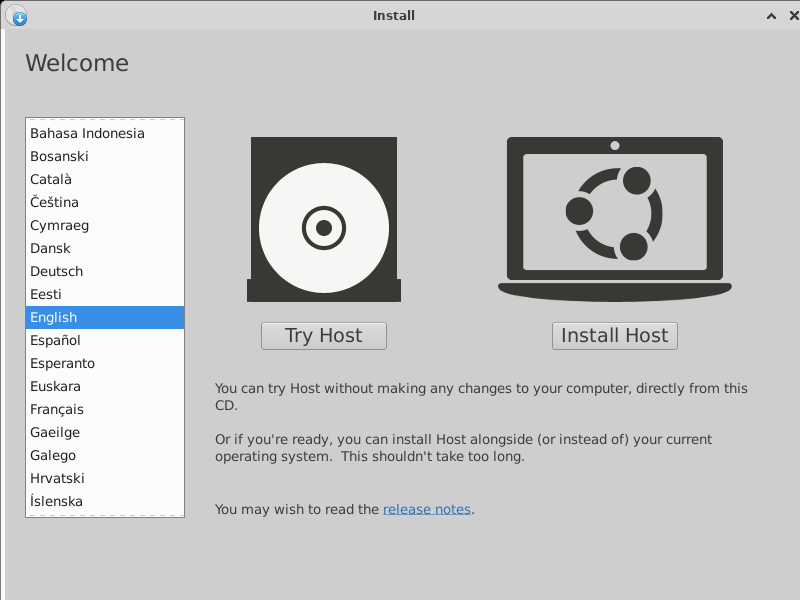 Install
Welcome
Bahasa Indonesia
Bosanski
Català
Čeština
Cymraeg
Dansk
Deutsch
Eesti
English
Español
Esperanto
Euskara
Français
Gaeilge
Galego
Hrvatski
Íslenska
Try Host
Install Host
You can try Host without making any changes to your computer, directly from this
CD.
Or if you're ready, you can install Host alongside (or instead of) your current
operating system.  This shouldn't take too long.
You may wish to read the release notes.